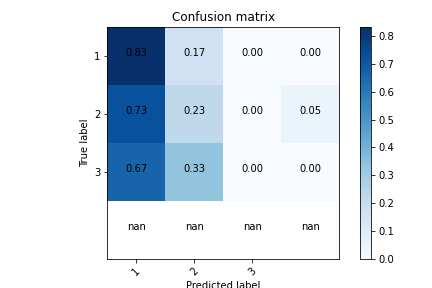 Confusion matrix
True label
1 0.83 0.17 0.00 0.00
2 0.73 0.23 0.00 0.05
3 0.67 0.33 0.00 0.00
nan nan nan nan
1 2 3
Predicted label
0.8
0.7
0.6
0.5
0.4
0.3
0.2
0.1
0.0